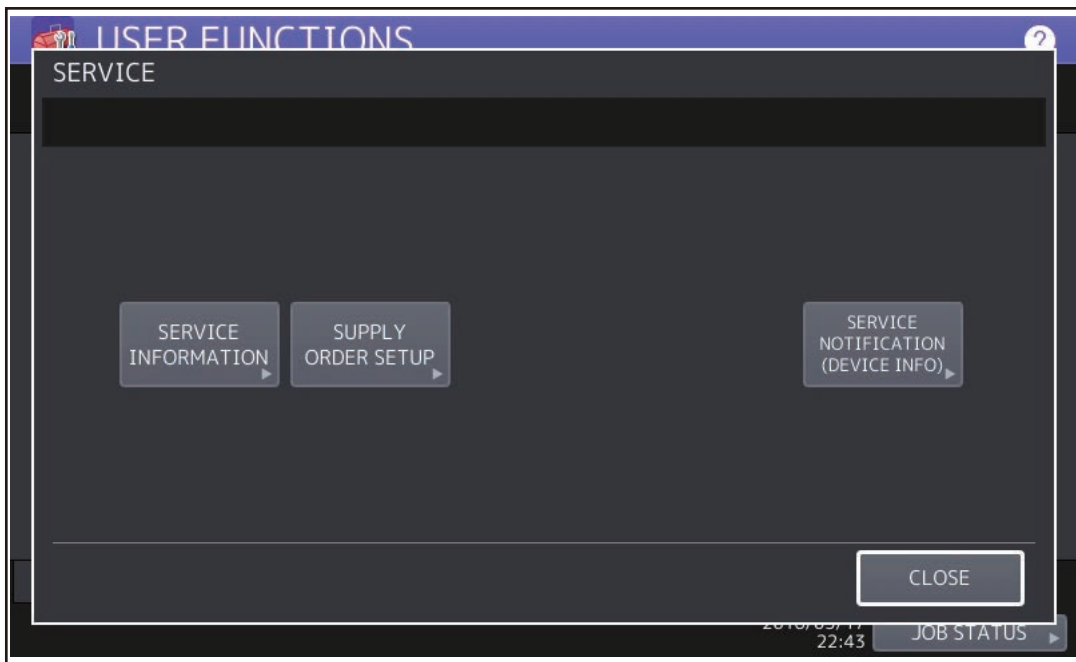 USER FUNCTIONS
?
SERVICE
SERVICE
INFORMATION
SUPPLY
ORDER SETUP
SERVICE
NOTIFICATION
(DEVICE INFO)
CLOSE
22:43
JOB STATUS